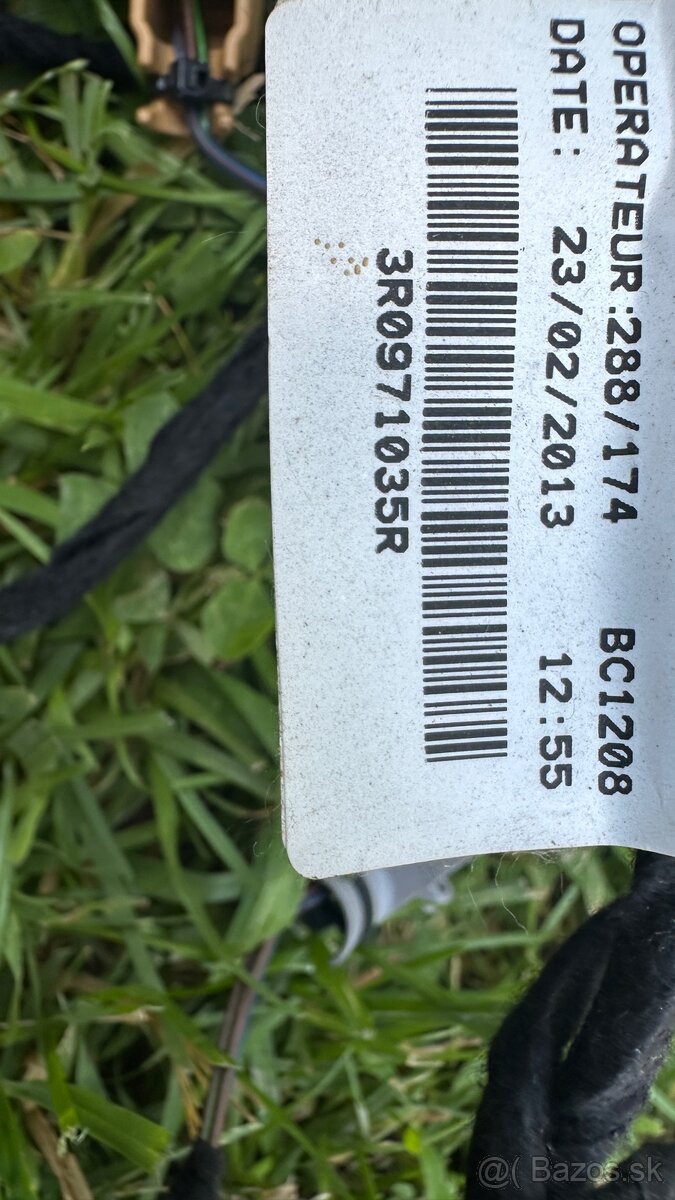 OPERATEUR:288/174 BC1208
DATE: 23/02/2013 12:55
3R0971035R
@( Bazos.sk